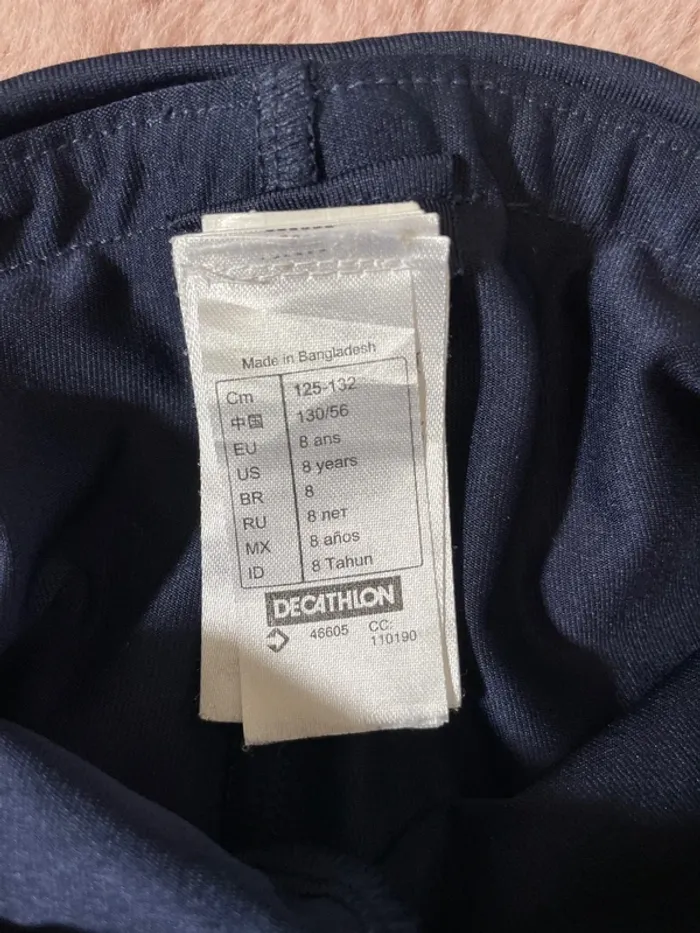 Made in Bangladesh
Cm 125-132
中国 130/56
EU 8 ans
US 8 years
BR 8
RU 8 лет
MX 8 años
ID 8 Tahun
DECATHLON
46605 CC:
110190